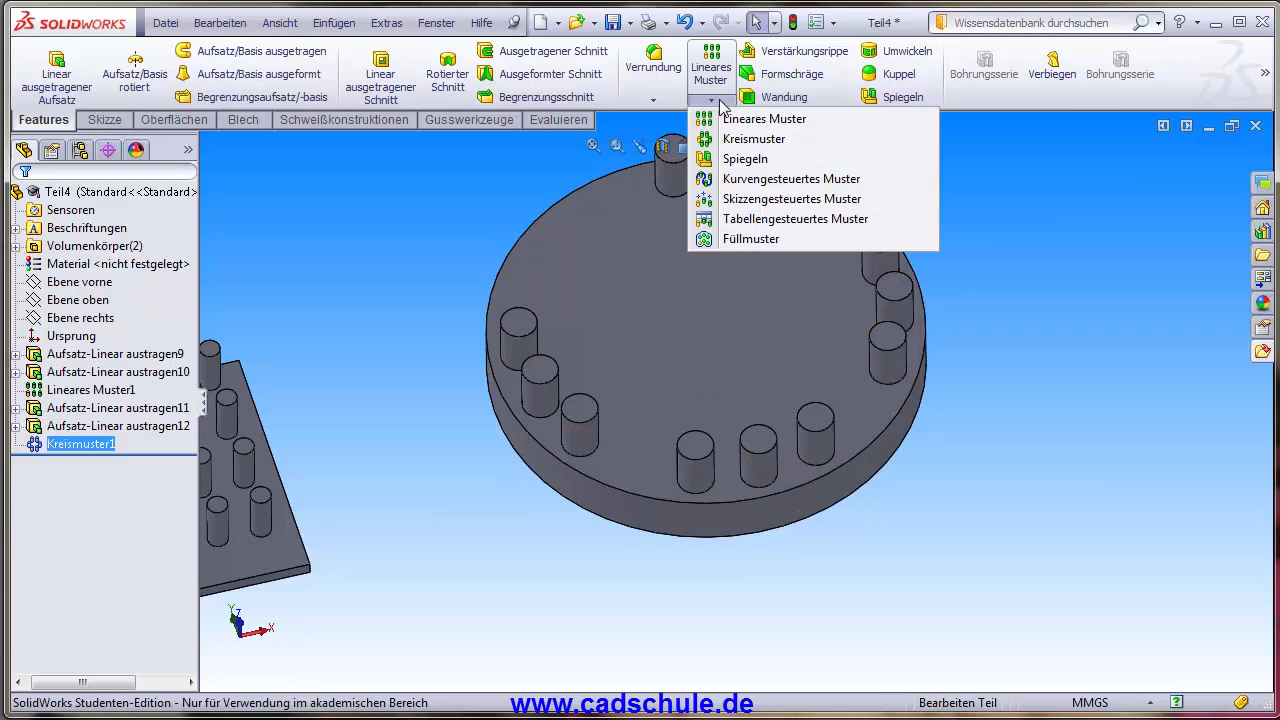 SOLIDWORKS
Datei Bearbeiten Ansicht Einfügen Extras Fenster Hilfe
Teil4 *
Wissensdatenbank durchsuchen
Linear ausgetragener Aufsatz
Aufsatz/Basis rotiert
Aufsatz/Basis ausgetragen
Aufsatz/Basis ausgeformt
Begrenzungsaufsatz/-basis
Linear ausgetragener Schnitt
Rotierter Schnitt
Ausgetragener Schnitt
Ausgeformter Schnitt
Begrenzungsschnitt
Verrundung
Lineares Muster
Verstärkungsrippe
Formschräge
Wandung
Umwickeln
Kuppel
Spiegeln
Bohrungsserie
Verbiegen
Bohrungsserie
Features Skizze Oberflächen Blech Schweißkonstruktionen Gusswerkzeuge Evaluieren
Lineares Muster
Kreismuster
Spiegeln
Kurvengesteuertes Muster
Skizzengesteuertes Muster
Tabellengesteuertes Muster
Füllmuster
Teil4 (Standard<<Standard>
Sensoren
Beschriftungen
Volumenkörper(2)
Material <nicht festgelegt>
Ebene vorne
Ebene oben
Ebene rechts
Ursprung
Aufsatz-Linear austragen9
Aufsatz-Linear austragen10
Lineares Muster1
Aufsatz-Linear austragen11
Aufsatz-Linear austragen12
Kreismuster1
Y
Z
X
SolidWorks Studenten-Edition - Nur für Verwendung im akademischen Bereich
www.cadschule.de
Bearbeiten Teil
MMGS